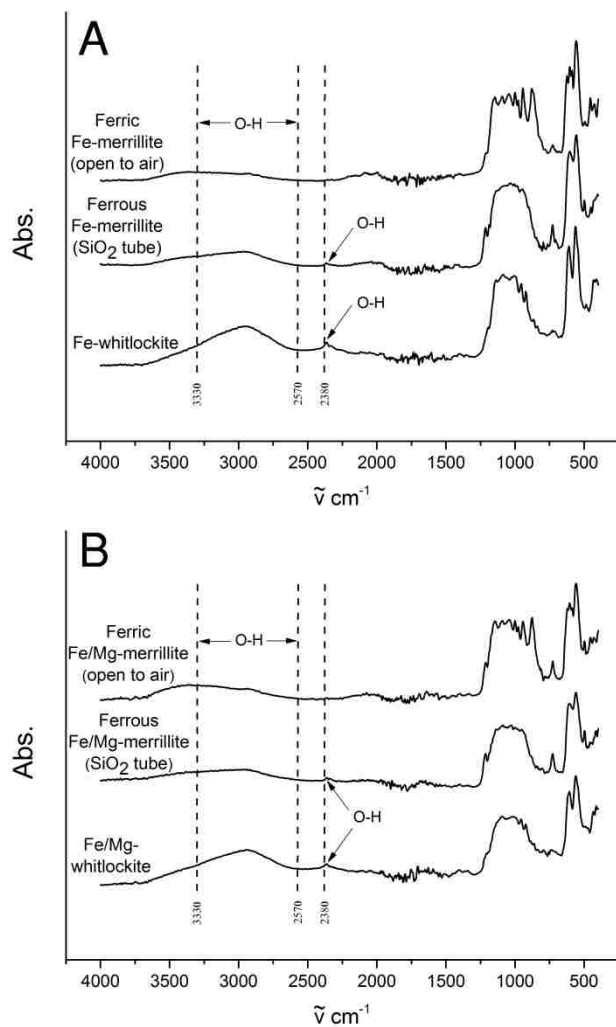 A
Ferric
Fe-merrillite
(open to air)
O-H
Ferrous
Fe-merrillite
(SiO2 tube)
O-H
O-H
Fe-whitlockite
Abs.
3330
2570
2380
4000 3500 3000 2500 2000 1500 1000 500
ṽ cm-1
B
Ferric
Fe/Mg-merrillite
(open to air)
O-H
Ferrous
Fe/Mg-merrillite
(SiO2 tube)
O-H
Fe/Mg-
whitlockite
Abs.
3330
2570
2380
4000 3500 3000 2500 2000 1500 1000 500
ṽ cm-1